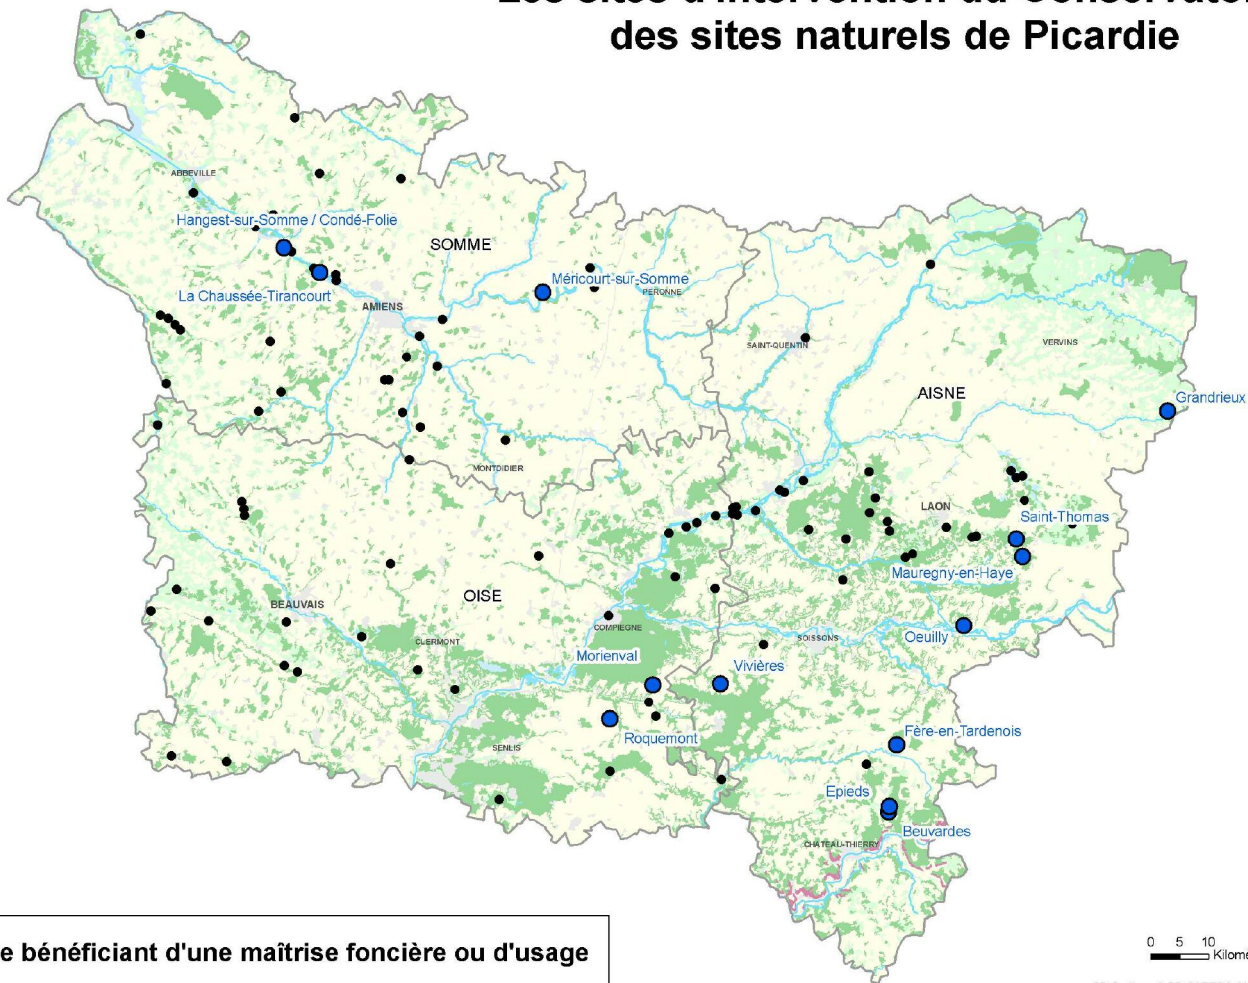 des sites naturels de Picardie
ABBEVILLE
Hangest-sur-Somme / Condé-Folie
SOMME
La Chaussée-Tirancourt
AMIENS
Méricourt-sur-Somme
PERONNE
SAINT-QUENTIN
VERVINS
AISNE
Grandrieux
MONTDIDIER
LAON
Saint-Thomas
Mauregny-en-Haye
OISE
BEAUVAIS
CLERMONT
COMPIEGNE
SOISSONS
Oeuilly
Morienval
Vivières
Roquemont
SENLIS
Fère-en-Tardenois
Epieds
Beuvardes
CHATEAU-THIERRY
e bénéficiant d'une maîtrise foncière ou d'usage
0 5 10
Kilome